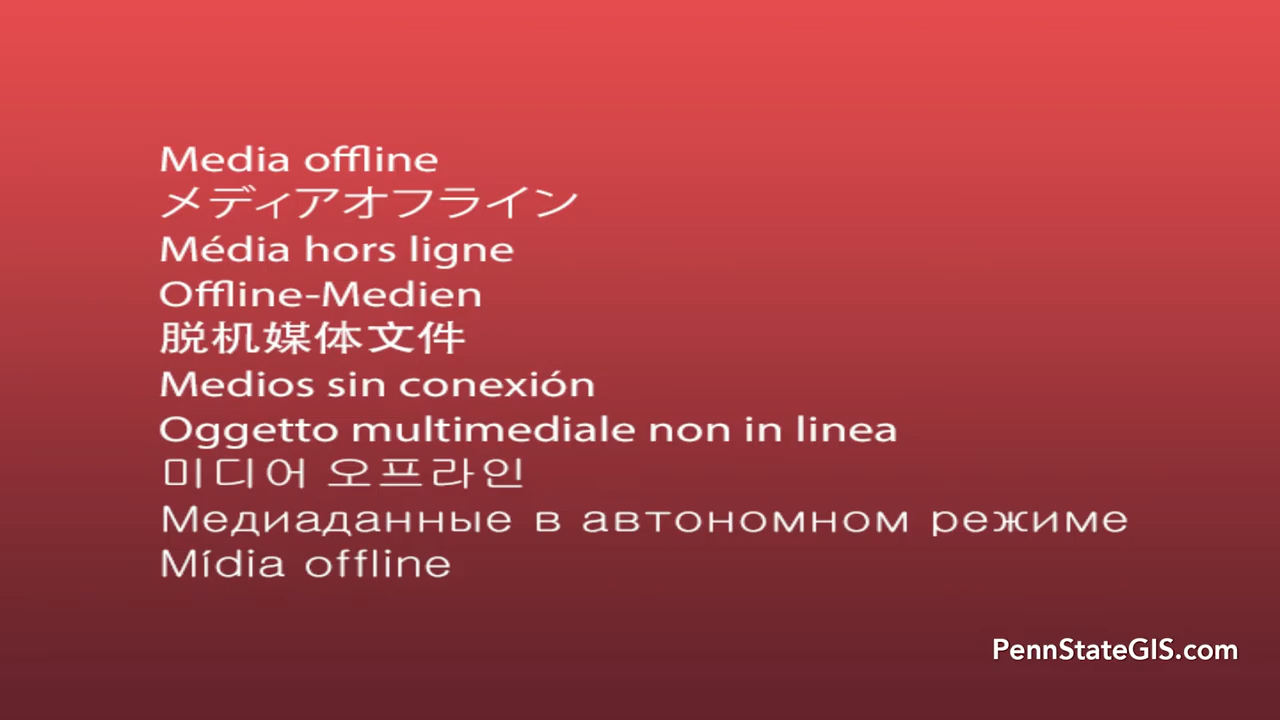 Media offline
メディアオフライン
Média hors ligne
Offline-Medien
脱机媒体文件
Medios sin conexión
Oggetto multimediale non in linea
미디어 오프라인
Медиаданные в автономном режиме
Mídia offline
PennStateGIS.com